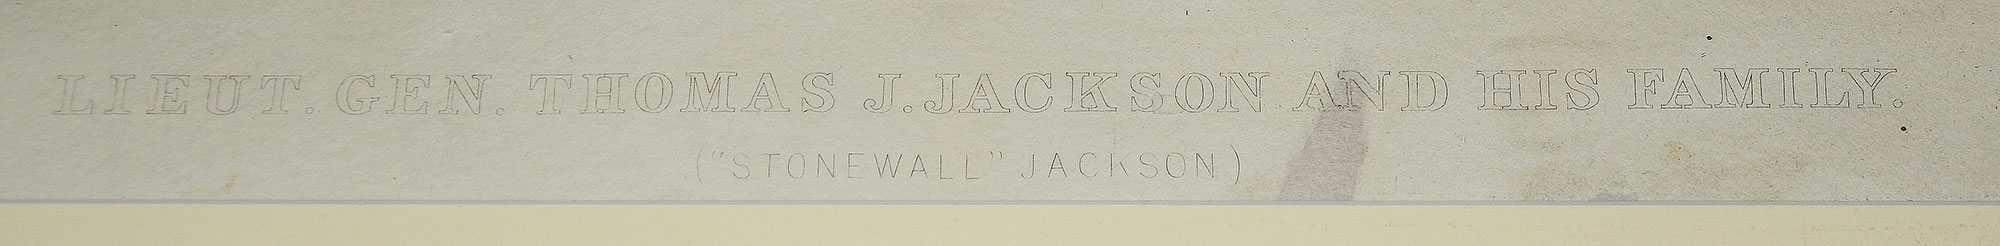 LIEUT. GEN. THOMAS J. JACKSON AND HIS FAMILY.
("STONEWALL" JACKSON)